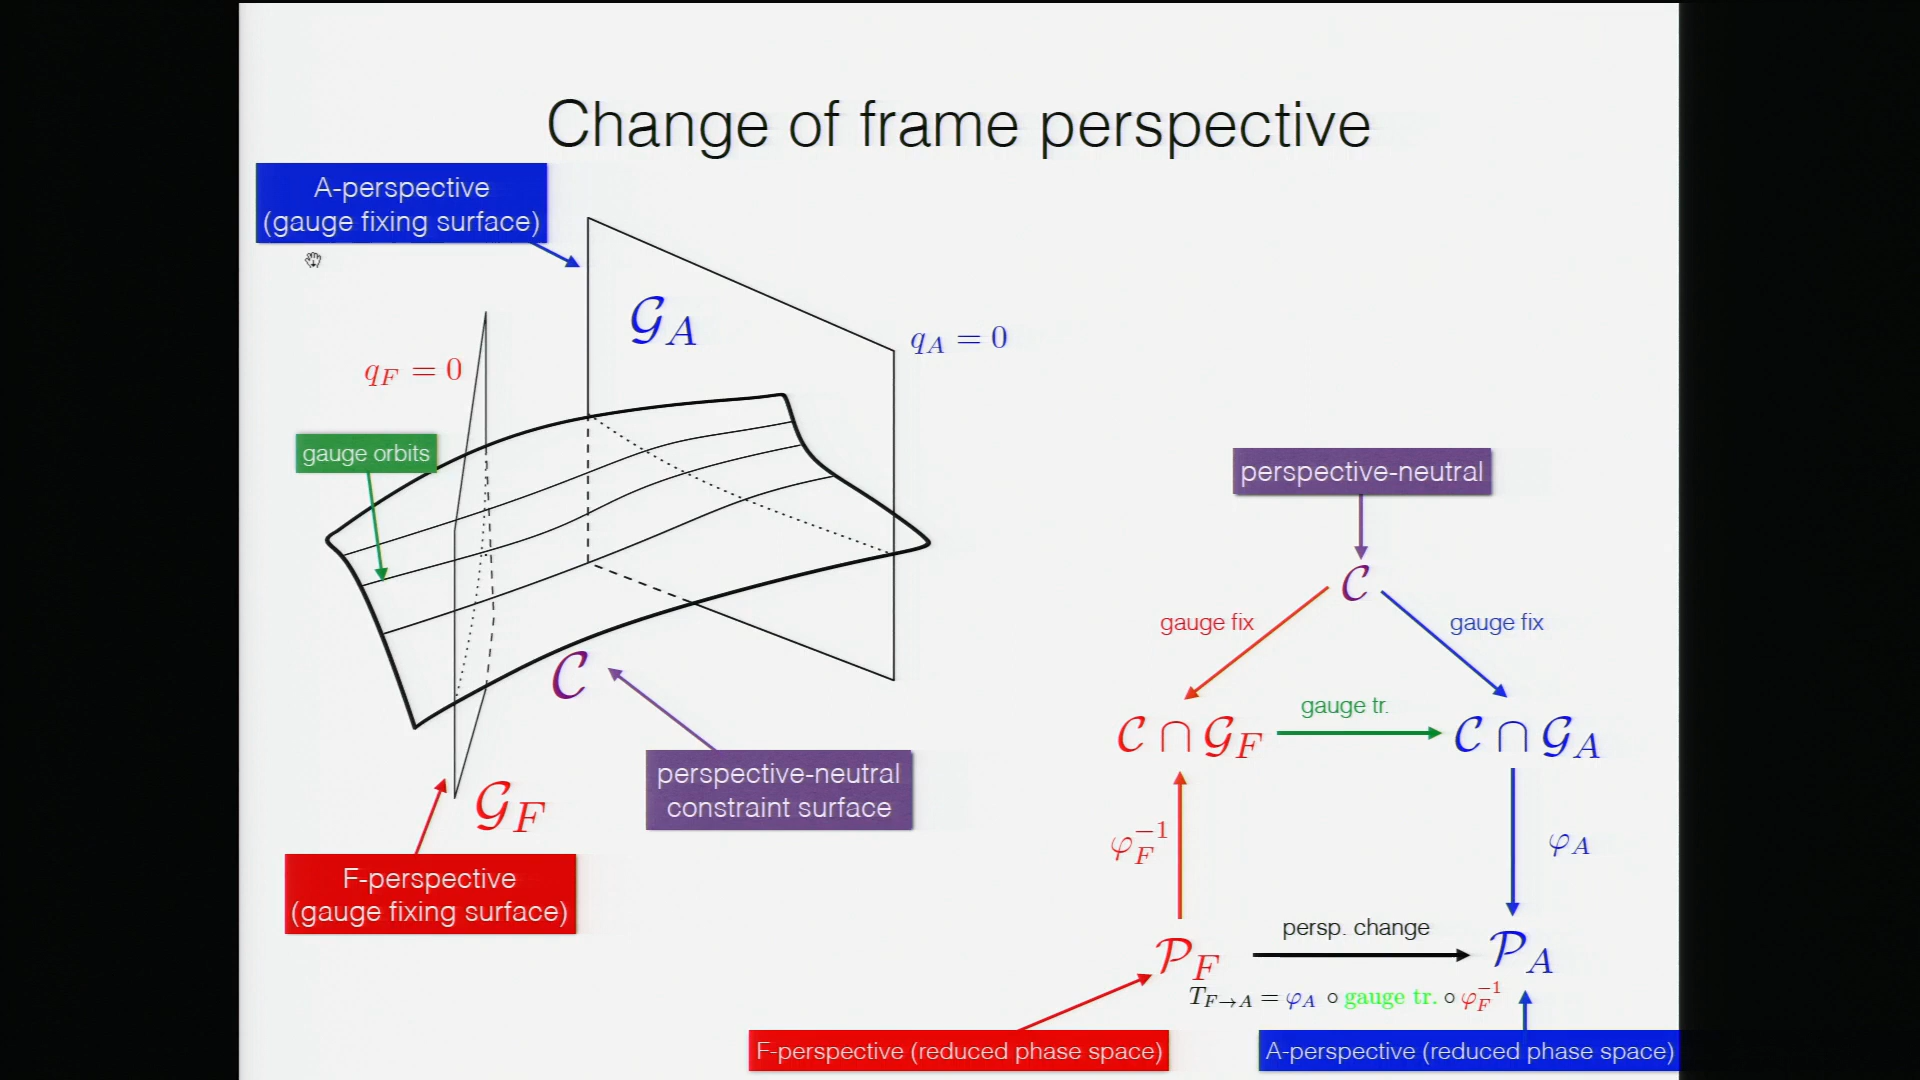 Change of frame perspective
A-perspective
(gauge fixing surface)
𝒢_A
q_A = 0
q_F = 0
gauge orbits
𝒞
perspective-neutral
constraint surface
𝒢_F
F-perspective
(gauge fixing surface)
perspective-neutral
𝒞
gauge fix
gauge fix
𝒞 ∩ 𝒢_F
gauge tr.
𝒞 ∩ 𝒢_A
φ_F^{-1}
φ_A
𝒫_F
persp. change
𝒫_A
T_{F→A} = φ_A ∘ gauge tr. ∘ φ_F^{-1}
F-perspective (reduced phase space)
A-perspective (reduced phase space)